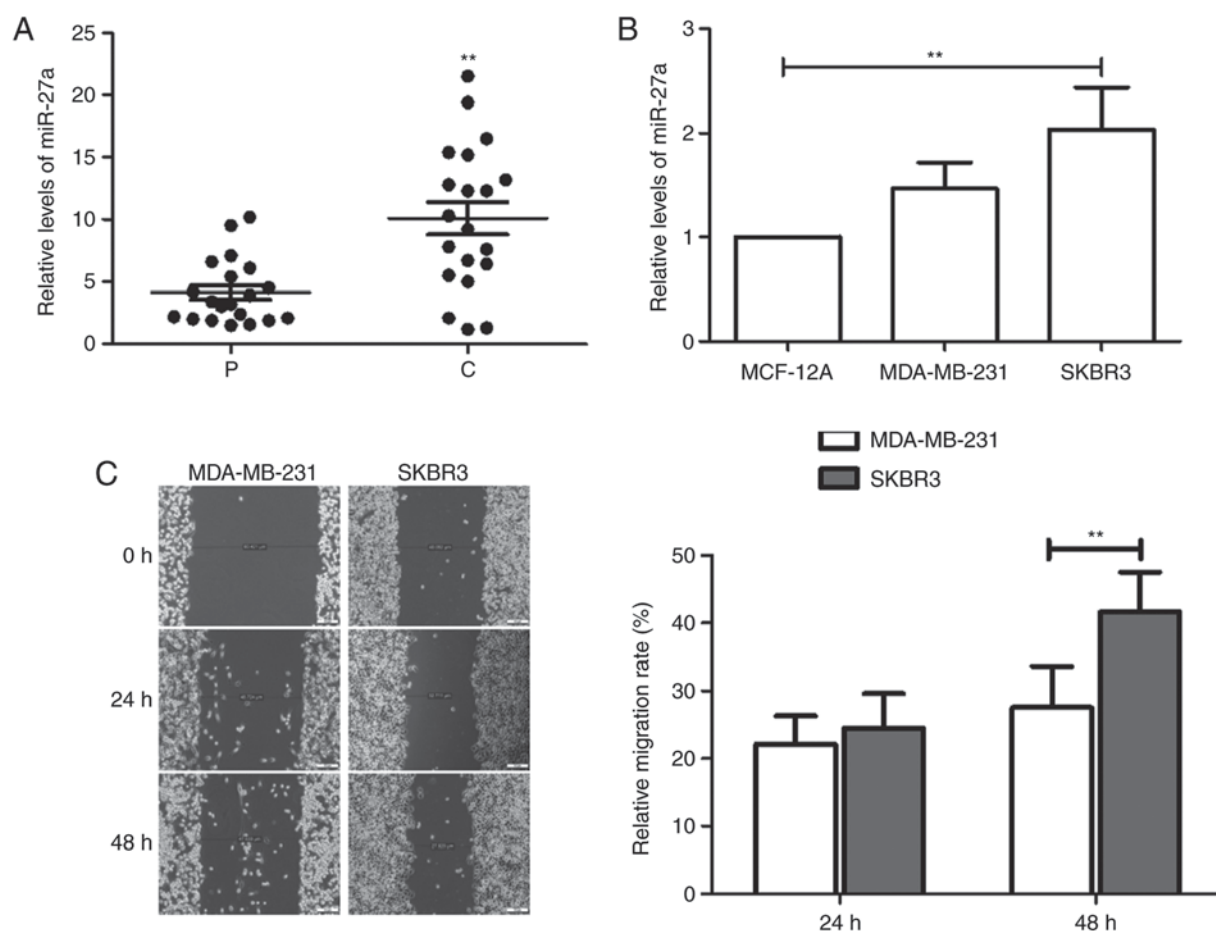 A
Relative levels of miR-27a
25
20
15
10
5
0
**
P
C
B
Relative levels of miR-27a
3
2
1
0
**
MCF-12A
MDA-MB-231
SKBR3
C
MDA-MB-231
SKBR3
0 h
24 h
48 h
MDA-MB-231
SKBR3
Relative migration rate (%)
50
40
30
20
10
0
**
24 h
48 h